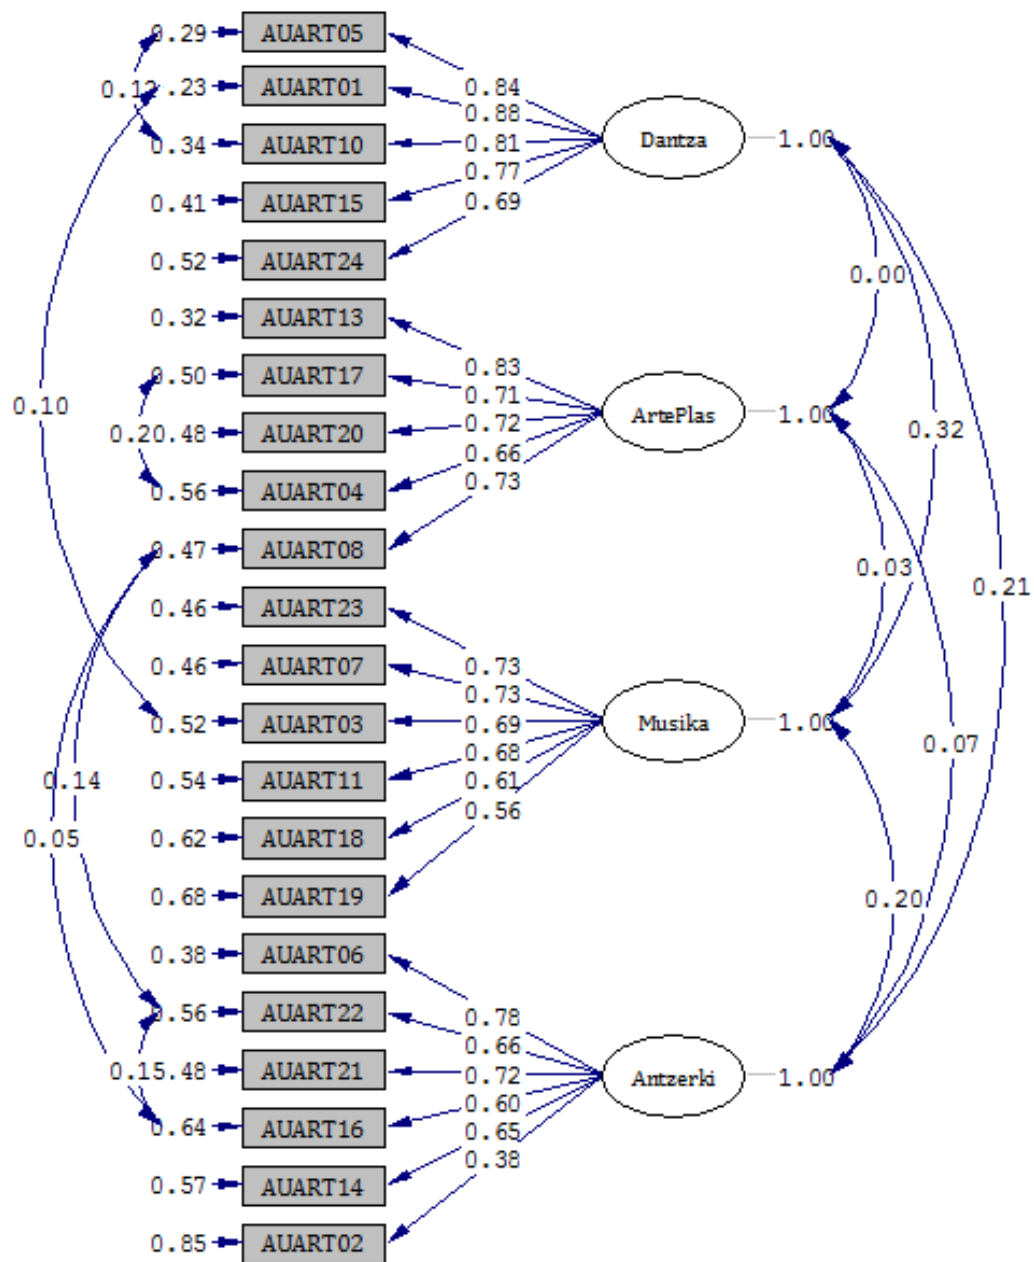 0.29 AUART05
0.12 .23 AUART01
0.34 AUART10
0.41 AUART15
0.52 AUART24
0.32 AUART13
0.50 AUART17
0.20 .48 AUART20
0.56 AUART04
0.47 AUART08
0.46 AUART23
0.46 AUART07
0.52 AUART03
0.54 AUART11
0.62 AUART18
0.68 AUART19
0.38 AUART06
0.56 AUART22
0.15 .48 AUART21
0.64 AUART16
0.57 AUART14
0.85 AUART02
0.10
0.14
0.05
0.84
0.88
0.81
0.77
0.69
Dantza 1.00
0.83
0.71
0.72
0.66
0.73
ArtePlas 1.00
0.73
0.73
0.69
0.68
0.61
0.56
Musika 1.00
0.78
0.66
0.72
0.60
0.65
0.38
Antzerki 1.00
0.00
0.32
0.03
0.21
0.07
0.20